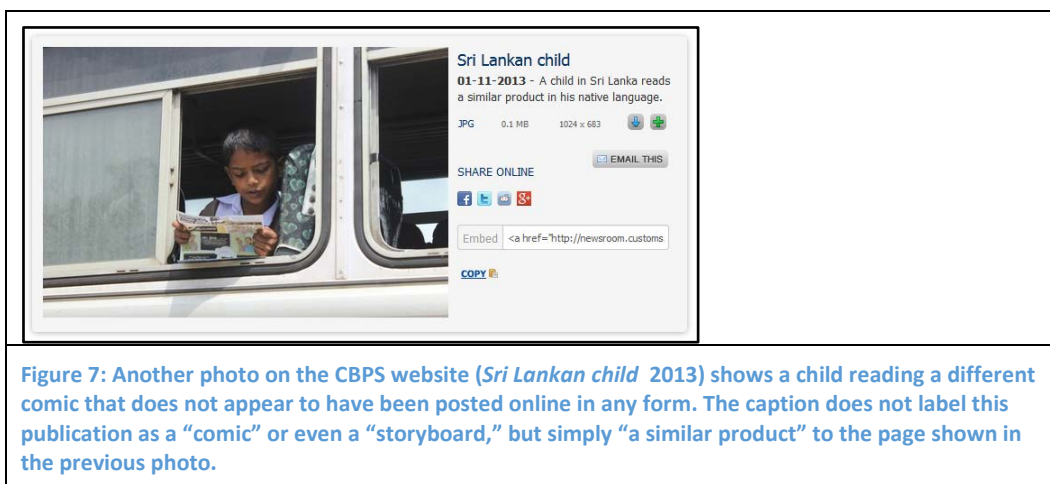 Sri Lankan child
01-11-2013 - A child in Sri Lanka reads
a similar product in his native language.
JPG 0.1 MB 1024 x 683
EMAIL THIS
SHARE ONLINE
Embed <a href="http://newsroom.customs
COPY
Figure 7: Another photo on the CBPS website (Sri Lankan child 2013) shows a child reading a different
comic that does not appear to have been posted online in any form. The caption does not label this
publication as a “comic” or even a “storyboard,” but simply “a similar product” to the page shown in
the previous photo.